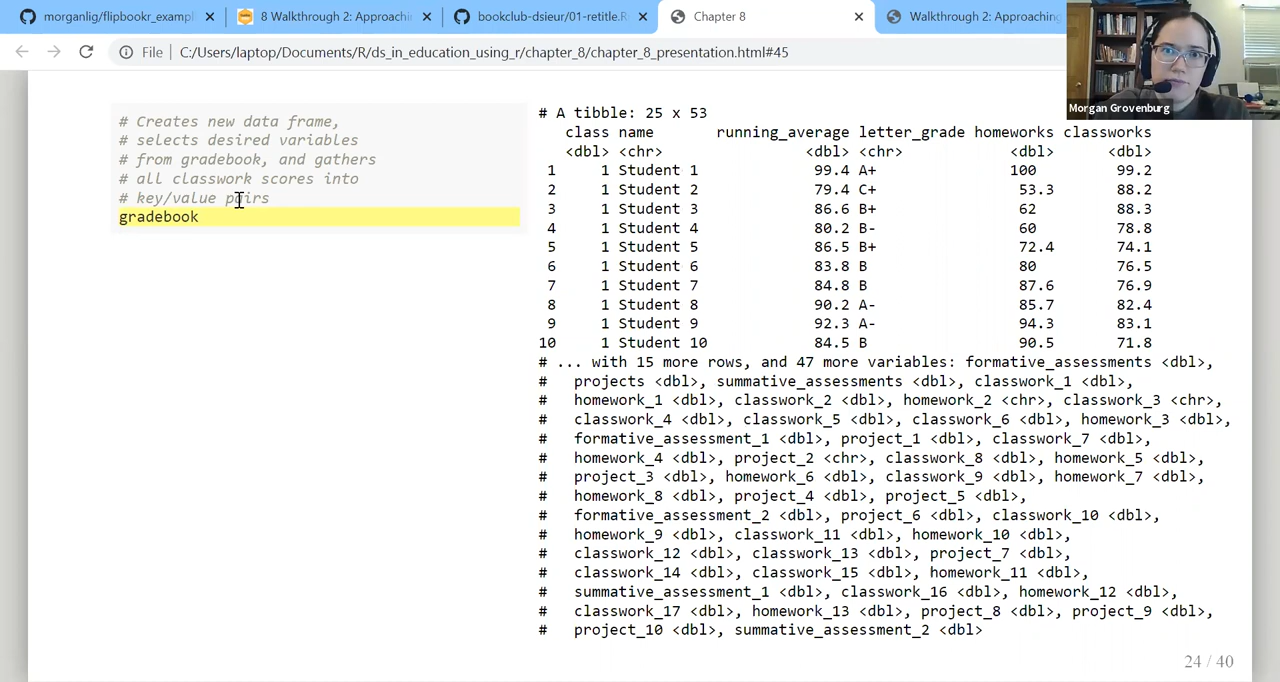 morganlig/flipbookr_exampl
8 Walkthrough 2: approachin
bookclub-dsieur/01-retitle.R
Chapter 8
Walkthrough 2: Approaching
File | C:/Users/laptop/Documents/R/ds_in_education_using_r/chapter_8/chapter_8_presentation.html#45
Morgan Grovenburg
# Creates new data frame,
# selects desired variables
# from gradebook, and gathers
# all classwork scores into
# key/value pairs
gradebook
# A tibble: 25 x 53
class name running_average letter_grade homeworks classworks
<dbl> <chr> <dbl> <chr> <dbl> <dbl>
1 1 Student 1 99.4 A+ 100 99.2
2 1 Student 2 79.4 C+ 53.3 88.2
3 1 Student 3 86.6 B+ 62 88.3
4 1 Student 4 80.2 B- 60 78.8
5 1 Student 5 86.5 B+ 72.4 74.1
6 1 Student 6 83.8 B 80 76.5
7 1 Student 7 84.8 B 87.6 76.9
8 1 Student 8 90.2 A- 85.7 82.4
9 1 Student 9 92.3 A- 94.3 83.1
10 1 Student 10 84.5 B 90.5 71.8
# ... with 15 more rows, and 47 more variables: formative_assessments <dbl>,
# projects <dbl>, summative_assessments <dbl>, classwork_1 <dbl>,
# homework_1 <dbl>, classwork_2 <dbl>, homework_2 <chr>, classwork_3 <chr>,
# classwork_4 <dbl>, classwork_5 <dbl>, classwork_6 <dbl>, homework_3 <dbl>,
# formative_assessment_1 <dbl>, project_1 <dbl>, classwork_7 <dbl>,
# homework_4 <dbl>, project_2 <chr>, classwork_8 <dbl>, homework_5 <dbl>,
# project_3 <dbl>, homework_6 <dbl>, classwork_9 <dbl>, homework_7 <dbl>,
# homework_8 <dbl>, project_4 <dbl>, project_5 <dbl>,
# formative_assessment_2 <dbl>, project_6 <dbl>, classwork_10 <dbl>,
# homework_9 <dbl>, classwork_11 <dbl>, homework_10 <dbl>,
# classwork_12 <dbl>, classwork_13 <dbl>, project_7 <dbl>,
# classwork_14 <dbl>, classwork_15 <dbl>, homework_11 <dbl>,
# summative_assessment_1 <dbl>, classwork_16 <dbl>, homework_12 <dbl>,
# classwork_17 <dbl>, homework_13 <dbl>, project_8 <dbl>, project_9 <dbl>,
# project_10 <dbl>, summative_assessment_2 <dbl>
24 / 40